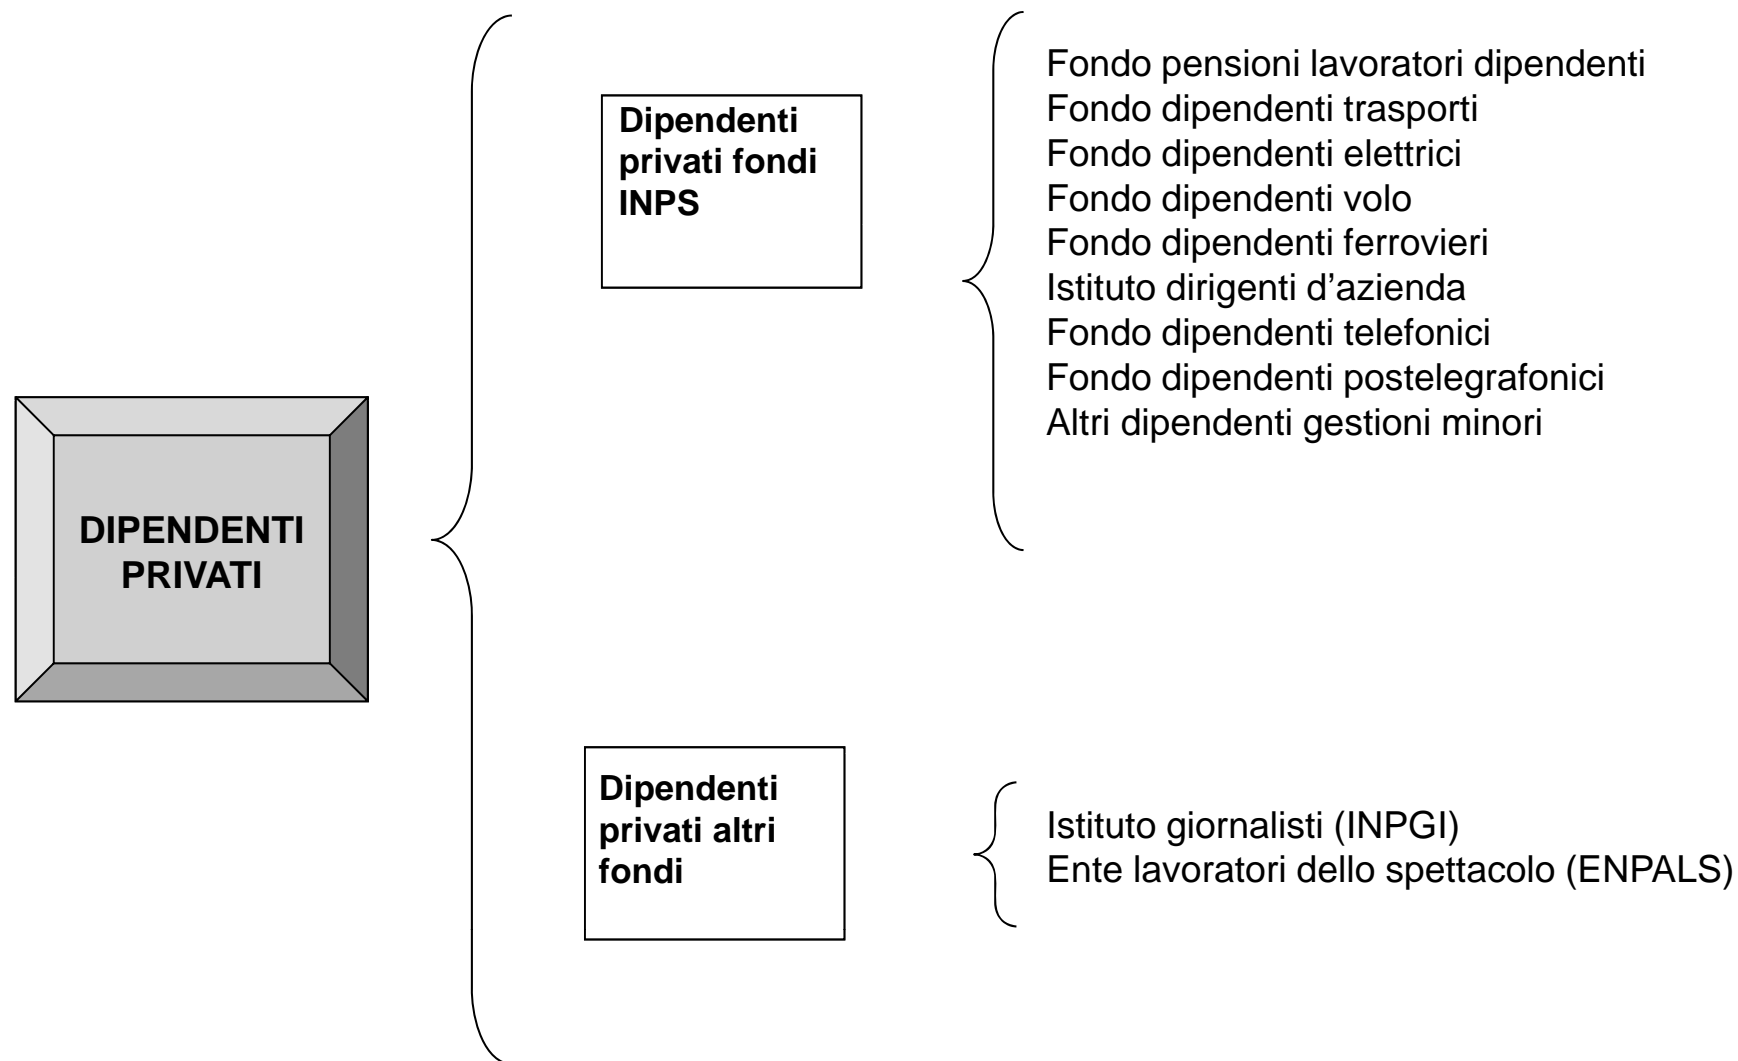 DIPENDENTI
PRIVATI
Dipendenti
privati fondi
INPS
Fondo pensioni lavoratori dipendenti
Fondo dipendenti trasporti
Fondo dipendenti elettrici
Fondo dipendenti volo
Fondo dipendenti ferrovieri
Istituto dirigenti d’azienda
Fondo dipendenti telefonici
Fondo dipendenti postelegrafonici
Altri dipendenti gestioni minori
Dipendenti
privati altri
fondi
Istituto giornalisti (INPGI)
Ente lavoratori dello spettacolo (ENPALS)